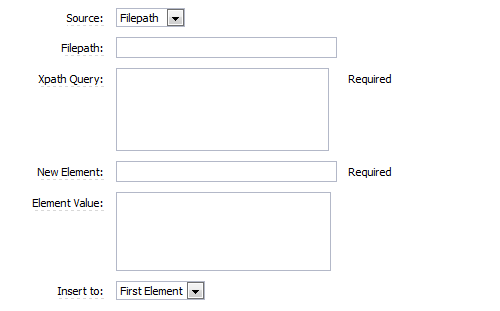 Source: Filepath
Filepath:
Xpath Query: Required
New Element: Required
Element Value:
Insert to: First Element